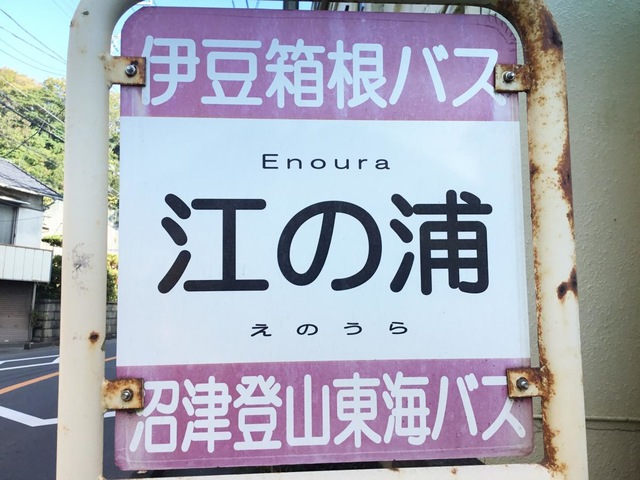 伊豆箱根バス
Enoura
江の浦
えのうら
沼津登山東海バス